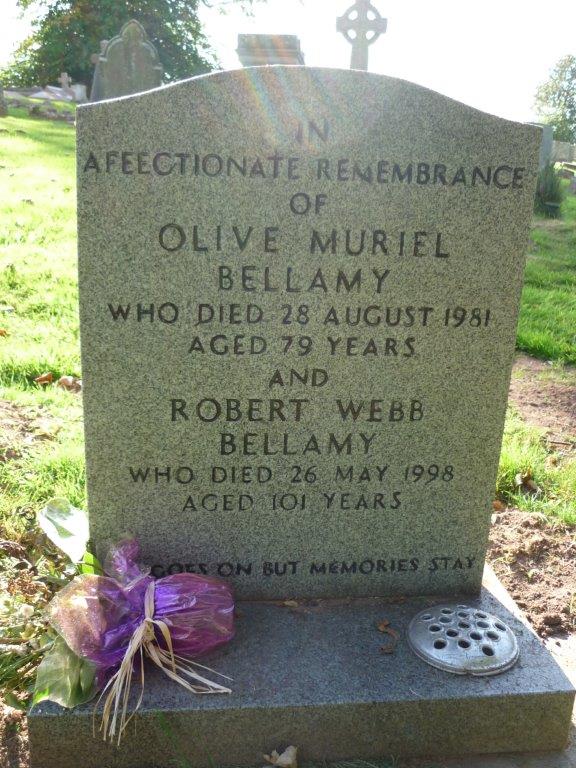 IN
AFFECTIONATE REMEMBRANCE
OF
OLIVE MURIEL
BELLAMY
WHO DIED 28 AUGUST 1981
AGED 79 YEARS
AND
ROBERT WEBB
BELLAMY
WHO DIED 26 MAY 1998
AGED 101 YEARS
GOES ON BUT MEMORIES STAY